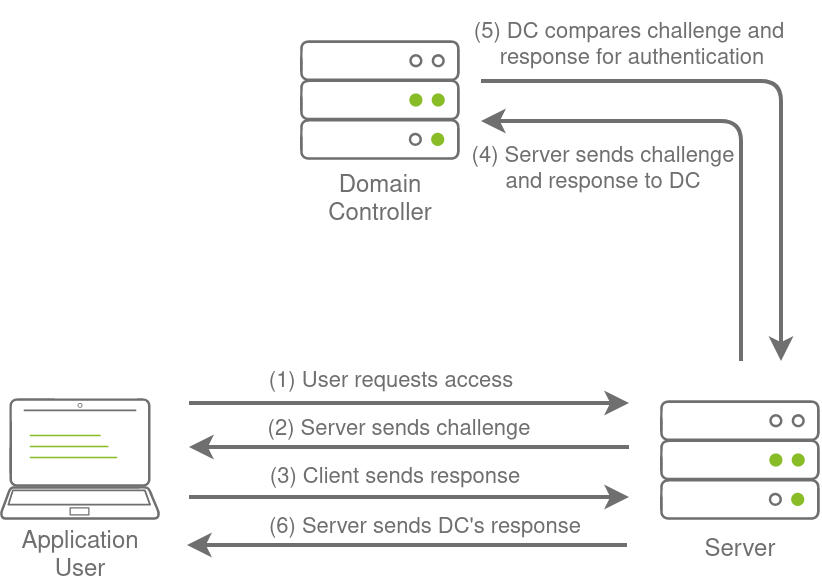 (5) DC compares challenge and
response for authentication
(4) Server sends challenge
and response to DC
Domain
Controller
(1) User requests access
(2) Server sends challenge
(3) Client sends response
(6) Server sends DC's response
Application
User
Server